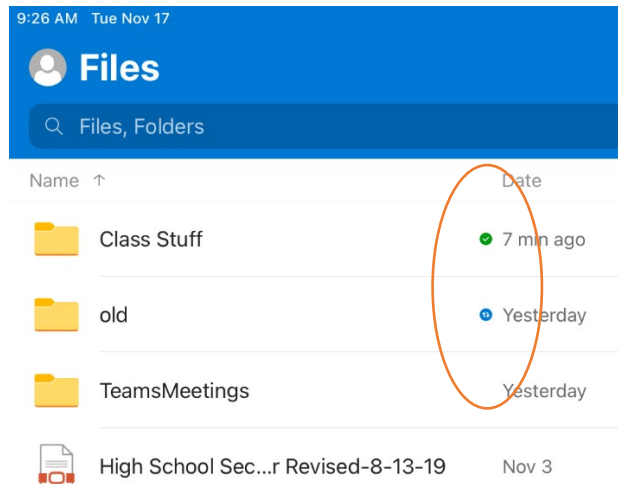 9:26 AM Tue Nov 17
Files
Files, Folders
Name ↑ Date
Class Stuff 7 min ago
old Yesterday
TeamsMeetings Yesterday
High School Sec...r Revised-8-13-19 Nov 3